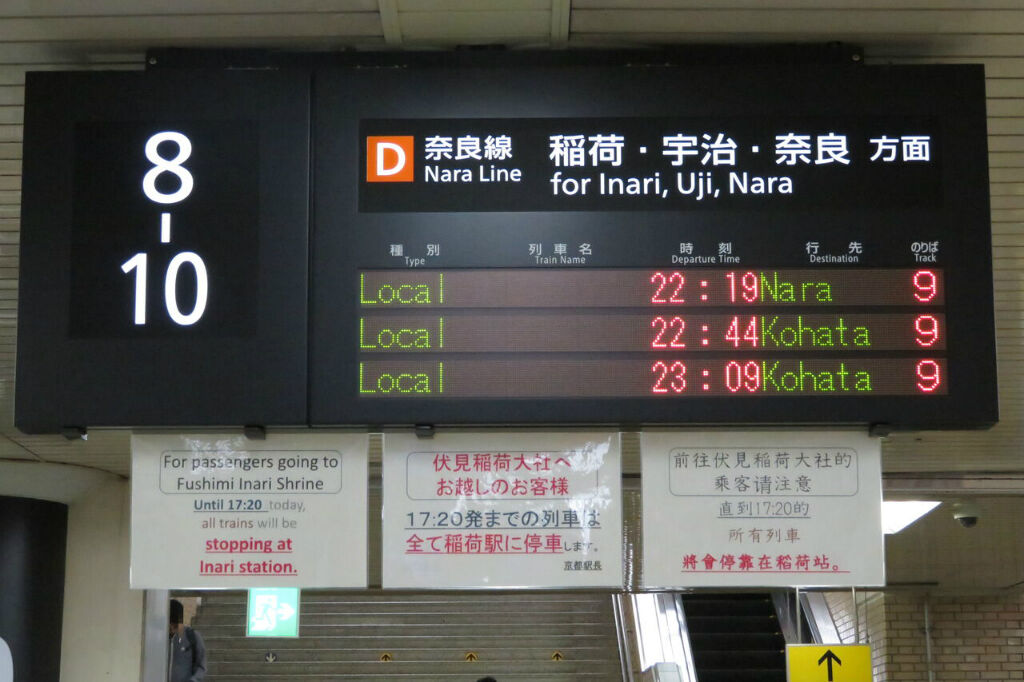 8
-
10
D 奈良線 稲荷・宇治・奈良 方面
Nara Line for Inari, Uji, Nara
種別 列車名 時刻 行先 のりば
Type Train Name Departure Time Destination Track
Local 22:19 Nara 9
Local 22:44 Kohata 9
Local 23:09 Kohata 9
For passengers going to
Fushimi Inari Shrine
Until 17:20 today,
all trains will be
stopping at
Inari station.
伏見稲荷大社へ
お越しのお客様
17:20発までの列車は
全て稲荷駅に停車します。
京都駅長
前往伏見稲荷大社的
乘客请注意
直到17:20的
所有列车
將會停靠在稻荷站。